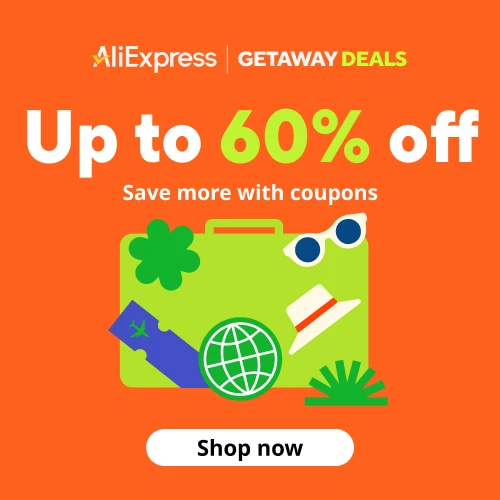 AliExpress | GETAWAY DEALS
Up to 60% off
Save more with coupons
Shop now